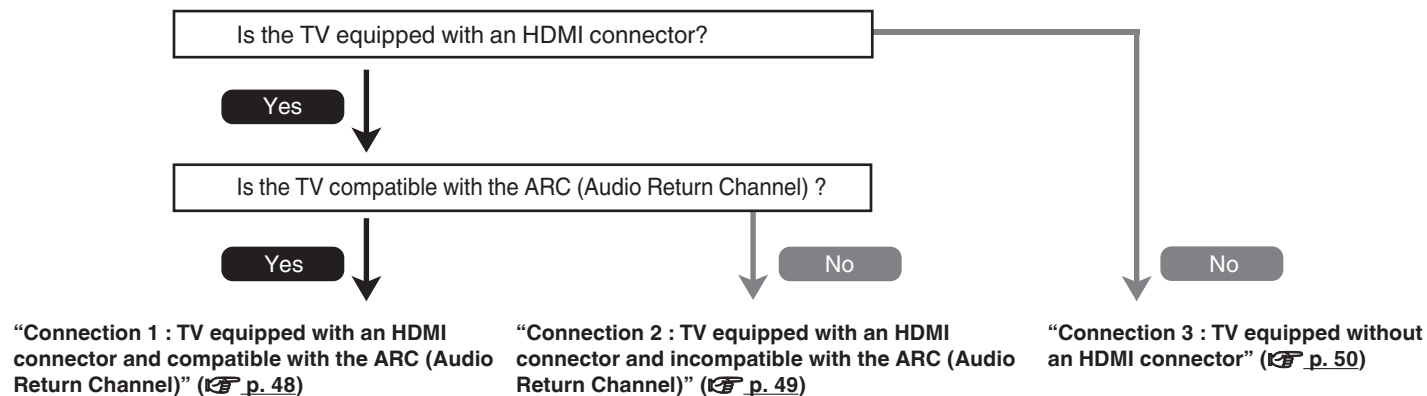 Is the TV equipped with an HDMI connector?
Yes
Is the TV compatible with the ARC (Audio Return Channel) ?
Yes
No
No
“Connection 1 : TV equipped with an HDMI
connector and compatible with the ARC (Audio
Return Channel)” (☞ p. 48)
“Connection 2 : TV equipped with an HDMI
connector and incompatible with the ARC (Audio
Return Channel)” (☞ p. 49)
“Connection 3 : TV equipped without
an HDMI connector” (☞ p. 50)